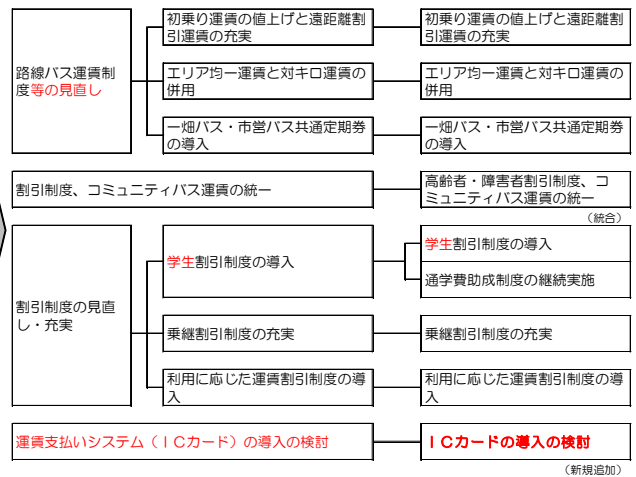 路線バス運賃制
度等の見直し
初乗り運賃の値上げと遠距離割
引運賃の充実
初乗り運賃の値上げと遠距離割
引運賃の充実
エリア均一運賃と対キロ運賃の
併用
エリア均一運賃と対キロ運賃の
併用
一畑バス・市営バス共通定期券
の導入
一畑バス・市営バス共通定期券
の導入
割引制度、コミュニティバス運賃の統一
高齢者・障害者割引制度、コ
ミュニティバス運賃の統一
（統合）
割引制度の見直
し・充実
学生割引制度の導入
学生割引制度の導入
通学費助成制度の継続実施
乗継割引制度の充実
乗継割引制度の充実
利用に応じた運賃割引制度の導
入
利用に応じた運賃割引制度の導
入
運賃支払いシステム（ＩＣカード）の導入の検討
ＩＣカードの導入の検討
（新規追加）